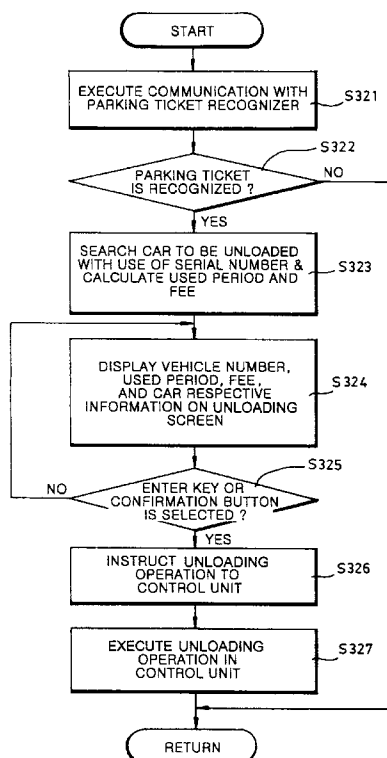 START
EXECUTE COMMUNICATION WITH
PARKING TICKET RECOGNIZER
S321
S322
PARKING TICKET
IS RECOGNIZED ?
NO
YES
SEARCH CAR TO BE UNLOADED
WITH USE OF SERIAL NUMBER &
CALCULATE USED PERIOD AND
FEE
S323
DISPLAY VEHICLE NUMBER,
USED PERIOD, FEE,
AND CAR RESPECTIVE
INFORMATION ON UNLOADING
SCREEN
S324
S325
NO
ENTER KEY OR
CONFIRMATION BUTTON
IS SELECTED ?
YES
INSTRUCT UNLOADING
OPERATION TO
CONTROL UNIT
S326
EXECUTE UNLOADING
OPERATION IN
CONTROL UNIT
S327
RETURN